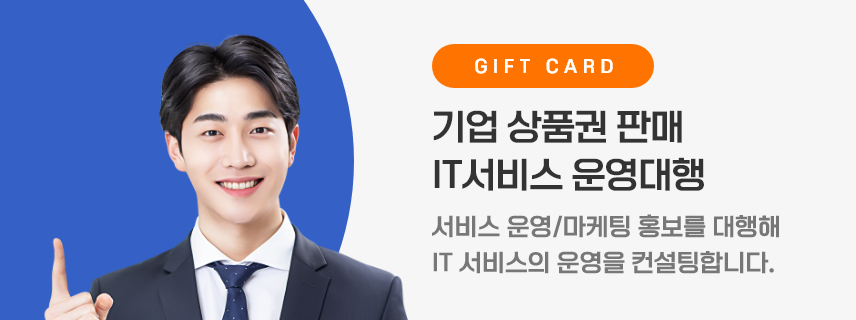 GIFT CARD
기업 상품권 판매
IT서비스 운영대행
서비스 운영/마케팅 홍보를 대행해
IT 서비스의 운영을 컨설팅합니다.